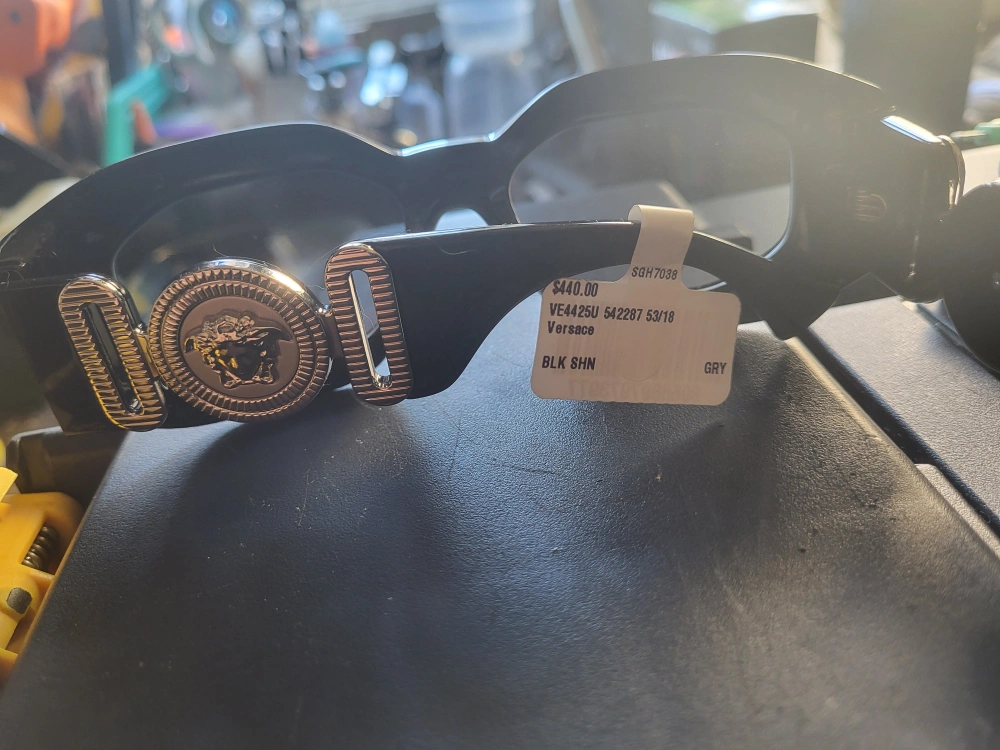 SGH7038
$440.00
VE4425U 542287 53/18
Versace
BLK SHN GRY